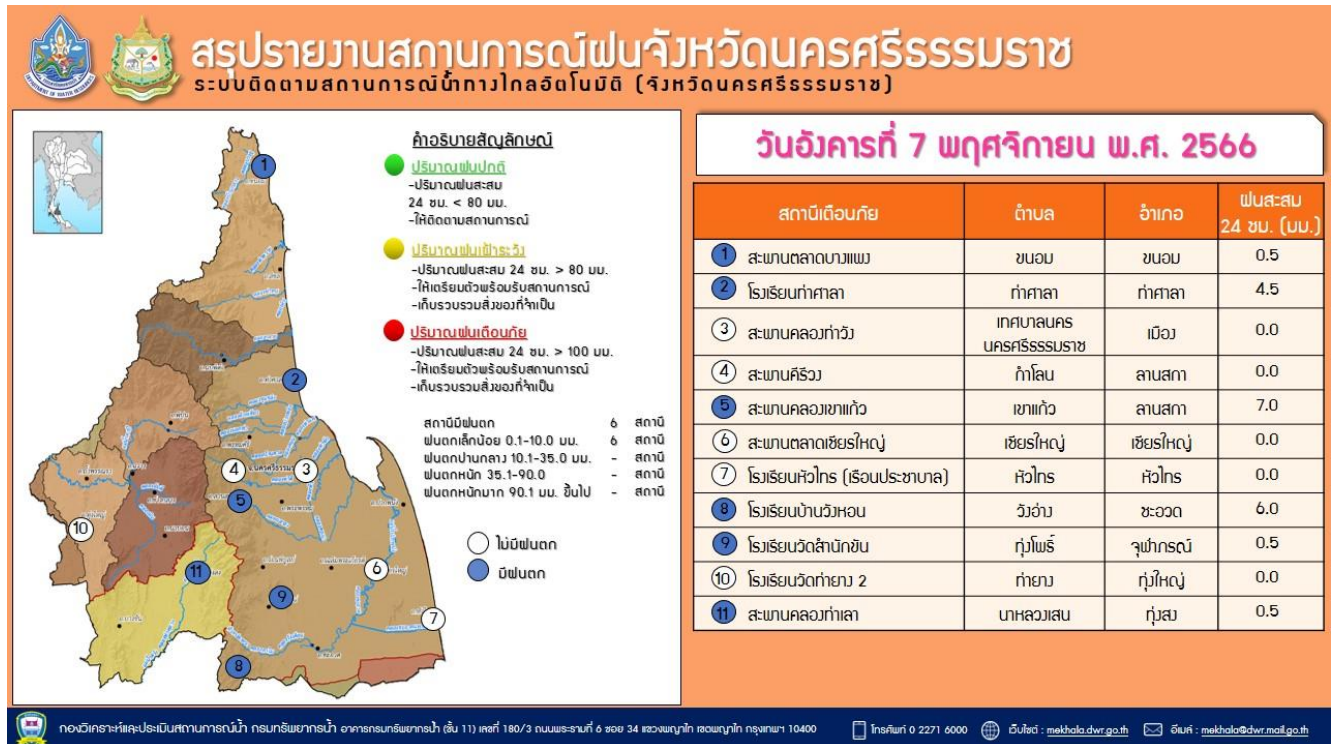 สรุปรายงานสถานการณ์ฝนจังหวัดนครศรีธรรมราช
ระบบติดตามสถานการณ์น้ำทางไกลอัตโนมัติ (จังหวัดนครศรีธรรมราช)
คำอธิบายสัญลักษณ์
ปริมาณฝนปกติ
-ปริมาณฝนสะสม
24 ชม. < 80 มม.
-ให้ติดตามสถานการณ์
ปริมาณฝนเฝ้าระวัง
-ปริมาณฝนสะสม 24 ชม. > 80 มม.
-ให้เตรียมตัวพร้อมรับสถานการณ์
-เก็บรวบรวมสิ่งของที่จำเป็น
ปริมาณฝนเตือนภัย
-ปริมาณฝนสะสม 24 ชม. > 100 มม.
-ให้เตรียมตัวพร้อมรับสถานการณ์
-เก็บรวบรวมสิ่งของที่จำเป็น
สถานีมีฝนตก 6 สถานี
ฝนตกเล็กน้อย 0.1-10.0 มม. 6 สถานี
ฝนตกปานกลาง 10.1-35.0 มม. - สถานี
ฝนตกหนัก 35.1-90.0 - สถานี
ฝนตกหนักมาก 90.1 มม. ขึ้นไป - สถานี
ไม่มีฝนตก
มีฝนตก
1
2
4
3
5
10
11
6
9
7
8
วันอังคารที่ 7 พฤศจิกายน พ.ศ. 2566
สถานีเตือนภัย ตำบล อำเภอ ฝนสะสม
24 ชม. (มม.)
1 สะพานตลาดบางแพง ขนอม ขนอม 0.5
2 โรงเรียนท่าศาลา ท่าศาลา ท่าศาลา 4.5
3 สะพานคลองท่าวัง เทศบาลนคร
นครศรีธรรมราช เมือง 0.0
4 สะพานคีรีวง กำโลน ลานสกา 0.0
5 สะพานคลองเขาแก้ว เขาแก้ว ลานสกา 7.0
6 สะพานตลาดเชียรใหญ่ เชียรใหญ่ เชียรใหญ่ 0.0
7 โรงเรียนหัวไทร (เรือนประชาบาล) หัวไทร หัวไทร 0.0
8 โรงเรียนบ้านวังหอน วังอ่าง ชะอวด 6.0
9 โรงเรียนวัดสำนักขัน ทุ่งโพธิ์ จุฬาภรณ์ 0.5
10 โรงเรียนวัดท่ายาง 2 ท่ายาง ทุ่งใหญ่ 0.0
11 สะพานคลองท่าเลา นาหลวงเสน ทุ่งสง 0.5
กองวิเคราะห์และประเมินสถานการณ์น้ำ กรมทรัพยากรน้ำ อาคารกรมทรัพยากรน้ำ (ชั้น 11) เลขที่ 180/3 ถนนพระรามที่ 6 ซอย 34 แขวงพญาไท เขตพญาไท กรุงเทพฯ 10400 โทรศัพท์ 0 2271 6000 เว็บไซต์ : mekhala.dwr.go.th อีเมล์ : mekhala@dwr.mail.go.th